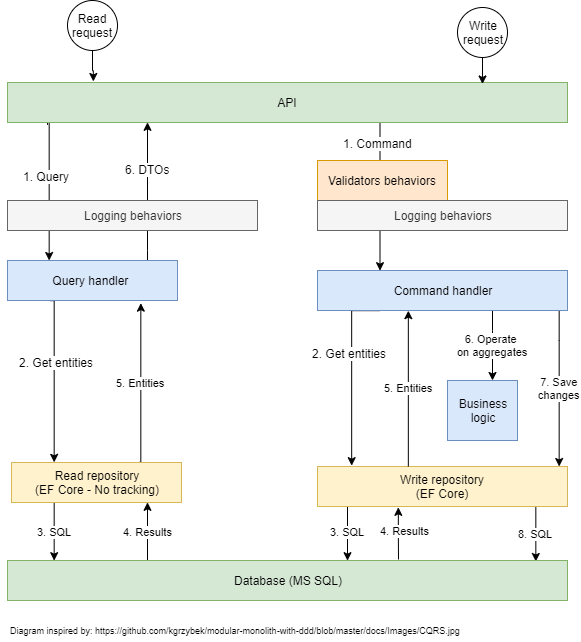 Read
request
Write
request
API
1. Query
6. DTOs
1. Command
Validators behaviors
Logging behaviors
Logging behaviors
Query handler
Command handler
2. Get entities
5. Entities
2. Get entities
5. Entities
6. Operate
on aggregates
7. Save
changes
Business
logic
Read repository
(EF Core - No tracking)
Write repository
(EF Core)
3. SQL
4. Results
3. SQL
4. Results
8. SQL
Database (MS SQL)
Diagram inspired by: https://github.com/kgrzybek/modular-monolith-with-ddd/blob/master/docs/Images/CQRS.jpg